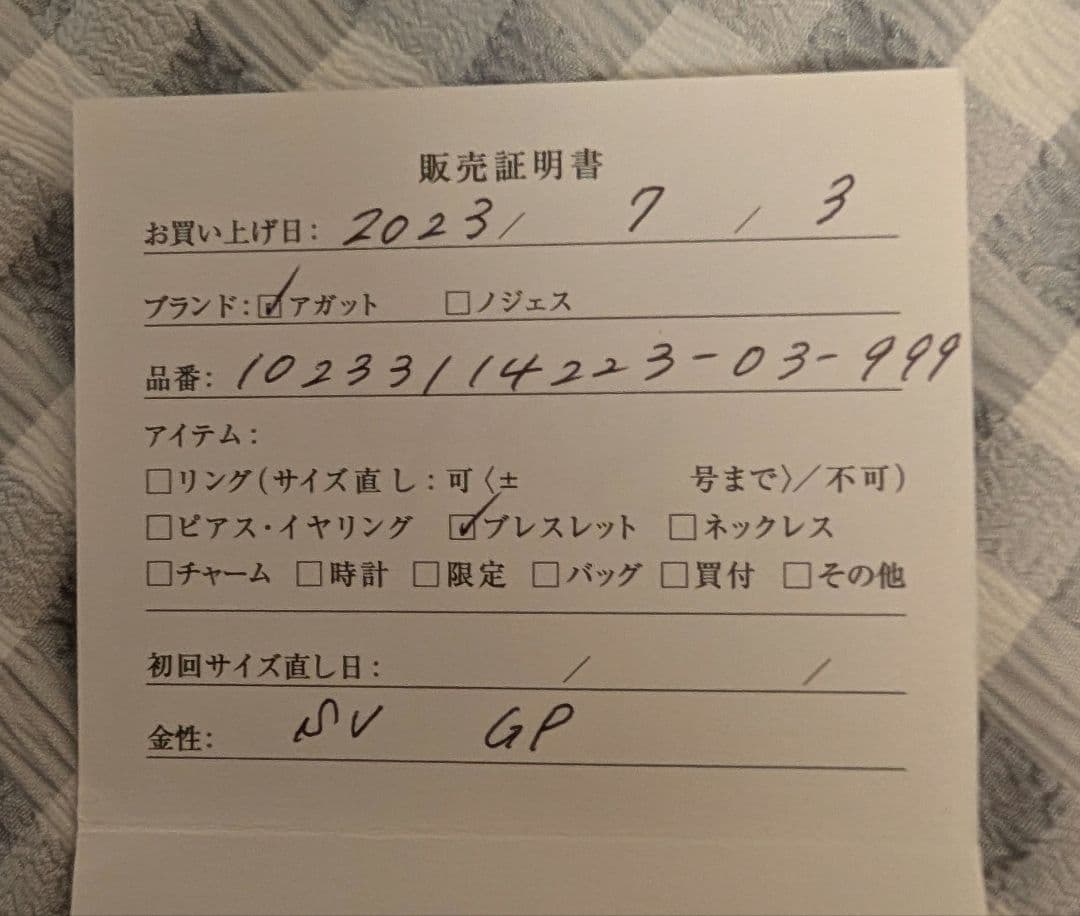 販売証明書
お買い上げ日: 2023/ 7 / 3
ブランド: ☑アガット □ノジェス
品番: 10233114223-03-999
アイテム:
□リング(サイズ直し:可〈± 号まで〉/不可)
□ピアス・イヤリング ☑ブレスレット □ネックレス
□チャーム □時計 □限定 □バッグ □買付 □その他
初回サイズ直し日: / /
金性: SV GP